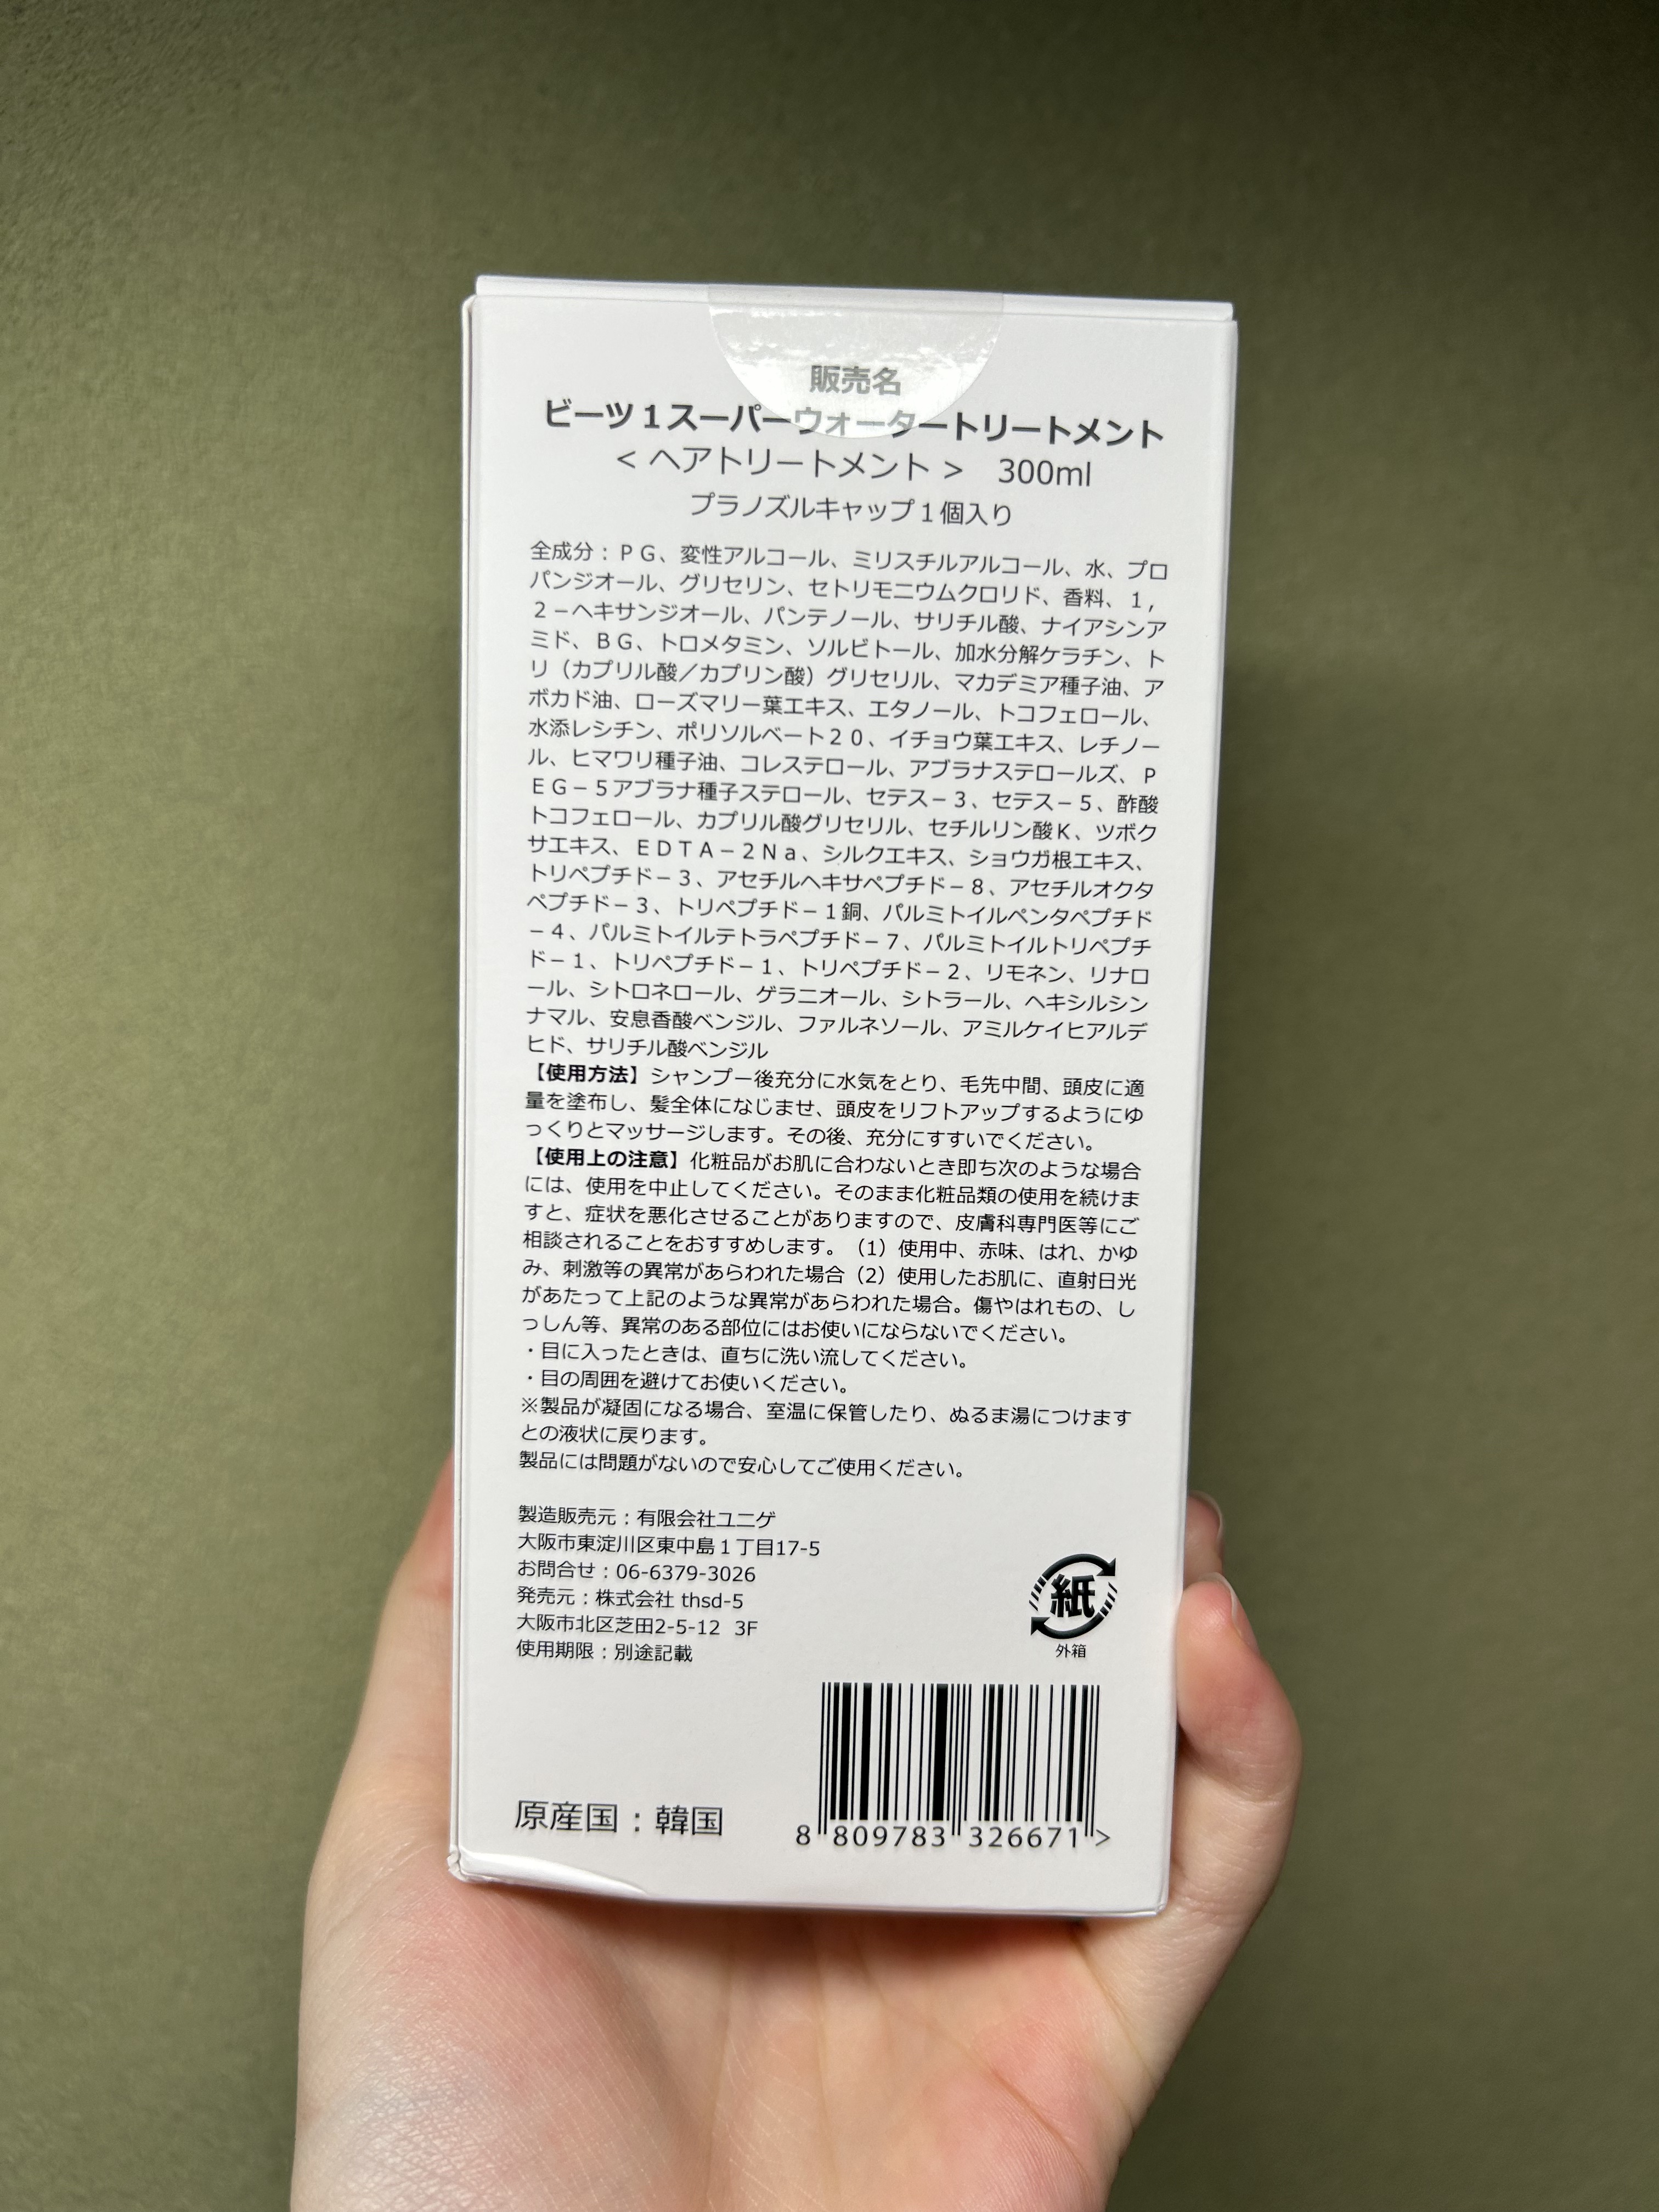 販売名
ビーツ1スーパーウォータートリートメント
＜ヘアトリートメント＞ 300ml
プラノズルキャップ1個入り
全成分：ＰＧ、変性アルコール、ミリスチルアルコール、水、プロ
パンジオール、グリセリン、セトリモニウムクロリド、香料、１，
２－ヘキサンジオール、パンテノール、サリチル酸、ナイアシンア
ミド、ＢＧ、トロメタミン、ソルビトール、加水分解ケラチン、ト
リ（カプリル酸／カプリン酸）グリセリル、マカデミア種子油、ア
ボカド油、ローズマリー葉エキス、エタノール、トコフェロール、
水添レシチン、ポリソルベート２０、イチョウ葉エキス、レチノー
ル、ヒマワリ種子油、コレステロール、アブラナステロールズ、Ｐ
ＥＧ－５アブラナ種子ステロール、セテス－３、セテス－５、酢酸
トコフェロール、カプリル酸グリセリル、セチルリン酸Ｋ、ツボク
サエキス、ＥＤＴＡ－２Ｎａ、シルクエキス、ショウガ根エキス、
トリペプチド－３、アセチルヘキサペプチド－８、アセチルオクタ
ペプチド－３、トリペプチド－１銅、パルミトイルペンタペプチド
－４、パルミトイルテトラペプチド－７、パルミトイルトリペプチ
ド－１、トリペプチド－１、トリペプチド－２、リモネン、リナロ
ール、シトロネロール、ゲラニオール、シトラール、ヘキシルシン
ナマル、安息香酸ベンジル、ファルネソール、アミルケイヒアルデ
ヒド、サリチル酸ベンジル
【使用方法】シャンプー後充分に水気をとり、毛先中間、頭皮に適
量を塗布し、髪全体になじませ、頭皮をリフトアップするようにゆ
っくりとマッサージします。その後、充分にすすいでください。
【使用上の注意】化粧品がお肌に合わないとき即ち次のような場合
には、使用を中止してください。そのまま化粧品類の使用を続けま
すと、症状を悪化させることがありますので、皮膚科専門医等にご
相談されることをおすすめします。（1）使用中、赤味、はれ、かゆ
み、刺激等の異常があらわれた場合（2）使用したお肌に、直射日光
があたって上記のような異常があらわれた場合。傷やはれもの、し
っしん等、異常のある部位にはお使いにならないでください。
・目に入ったときは、直ちに洗い流してください。
・目の周囲を避けてお使いください。
※製品が凝固になる場合、室温に保管したり、ぬるま湯につけます
との液状に戻ります。
製品には問題がないので安心してご使用ください。
製造販売元：有限会社ユニゲ
大阪市東淀川区東中島1丁目17-5
お問合せ：06-6379-3026
発売元：株式会社 thsd-5
大阪市北区芝田2-5-12 3F
使用期限：別途記載
紙
外箱
原産国：韓国
8 809783 326671 >